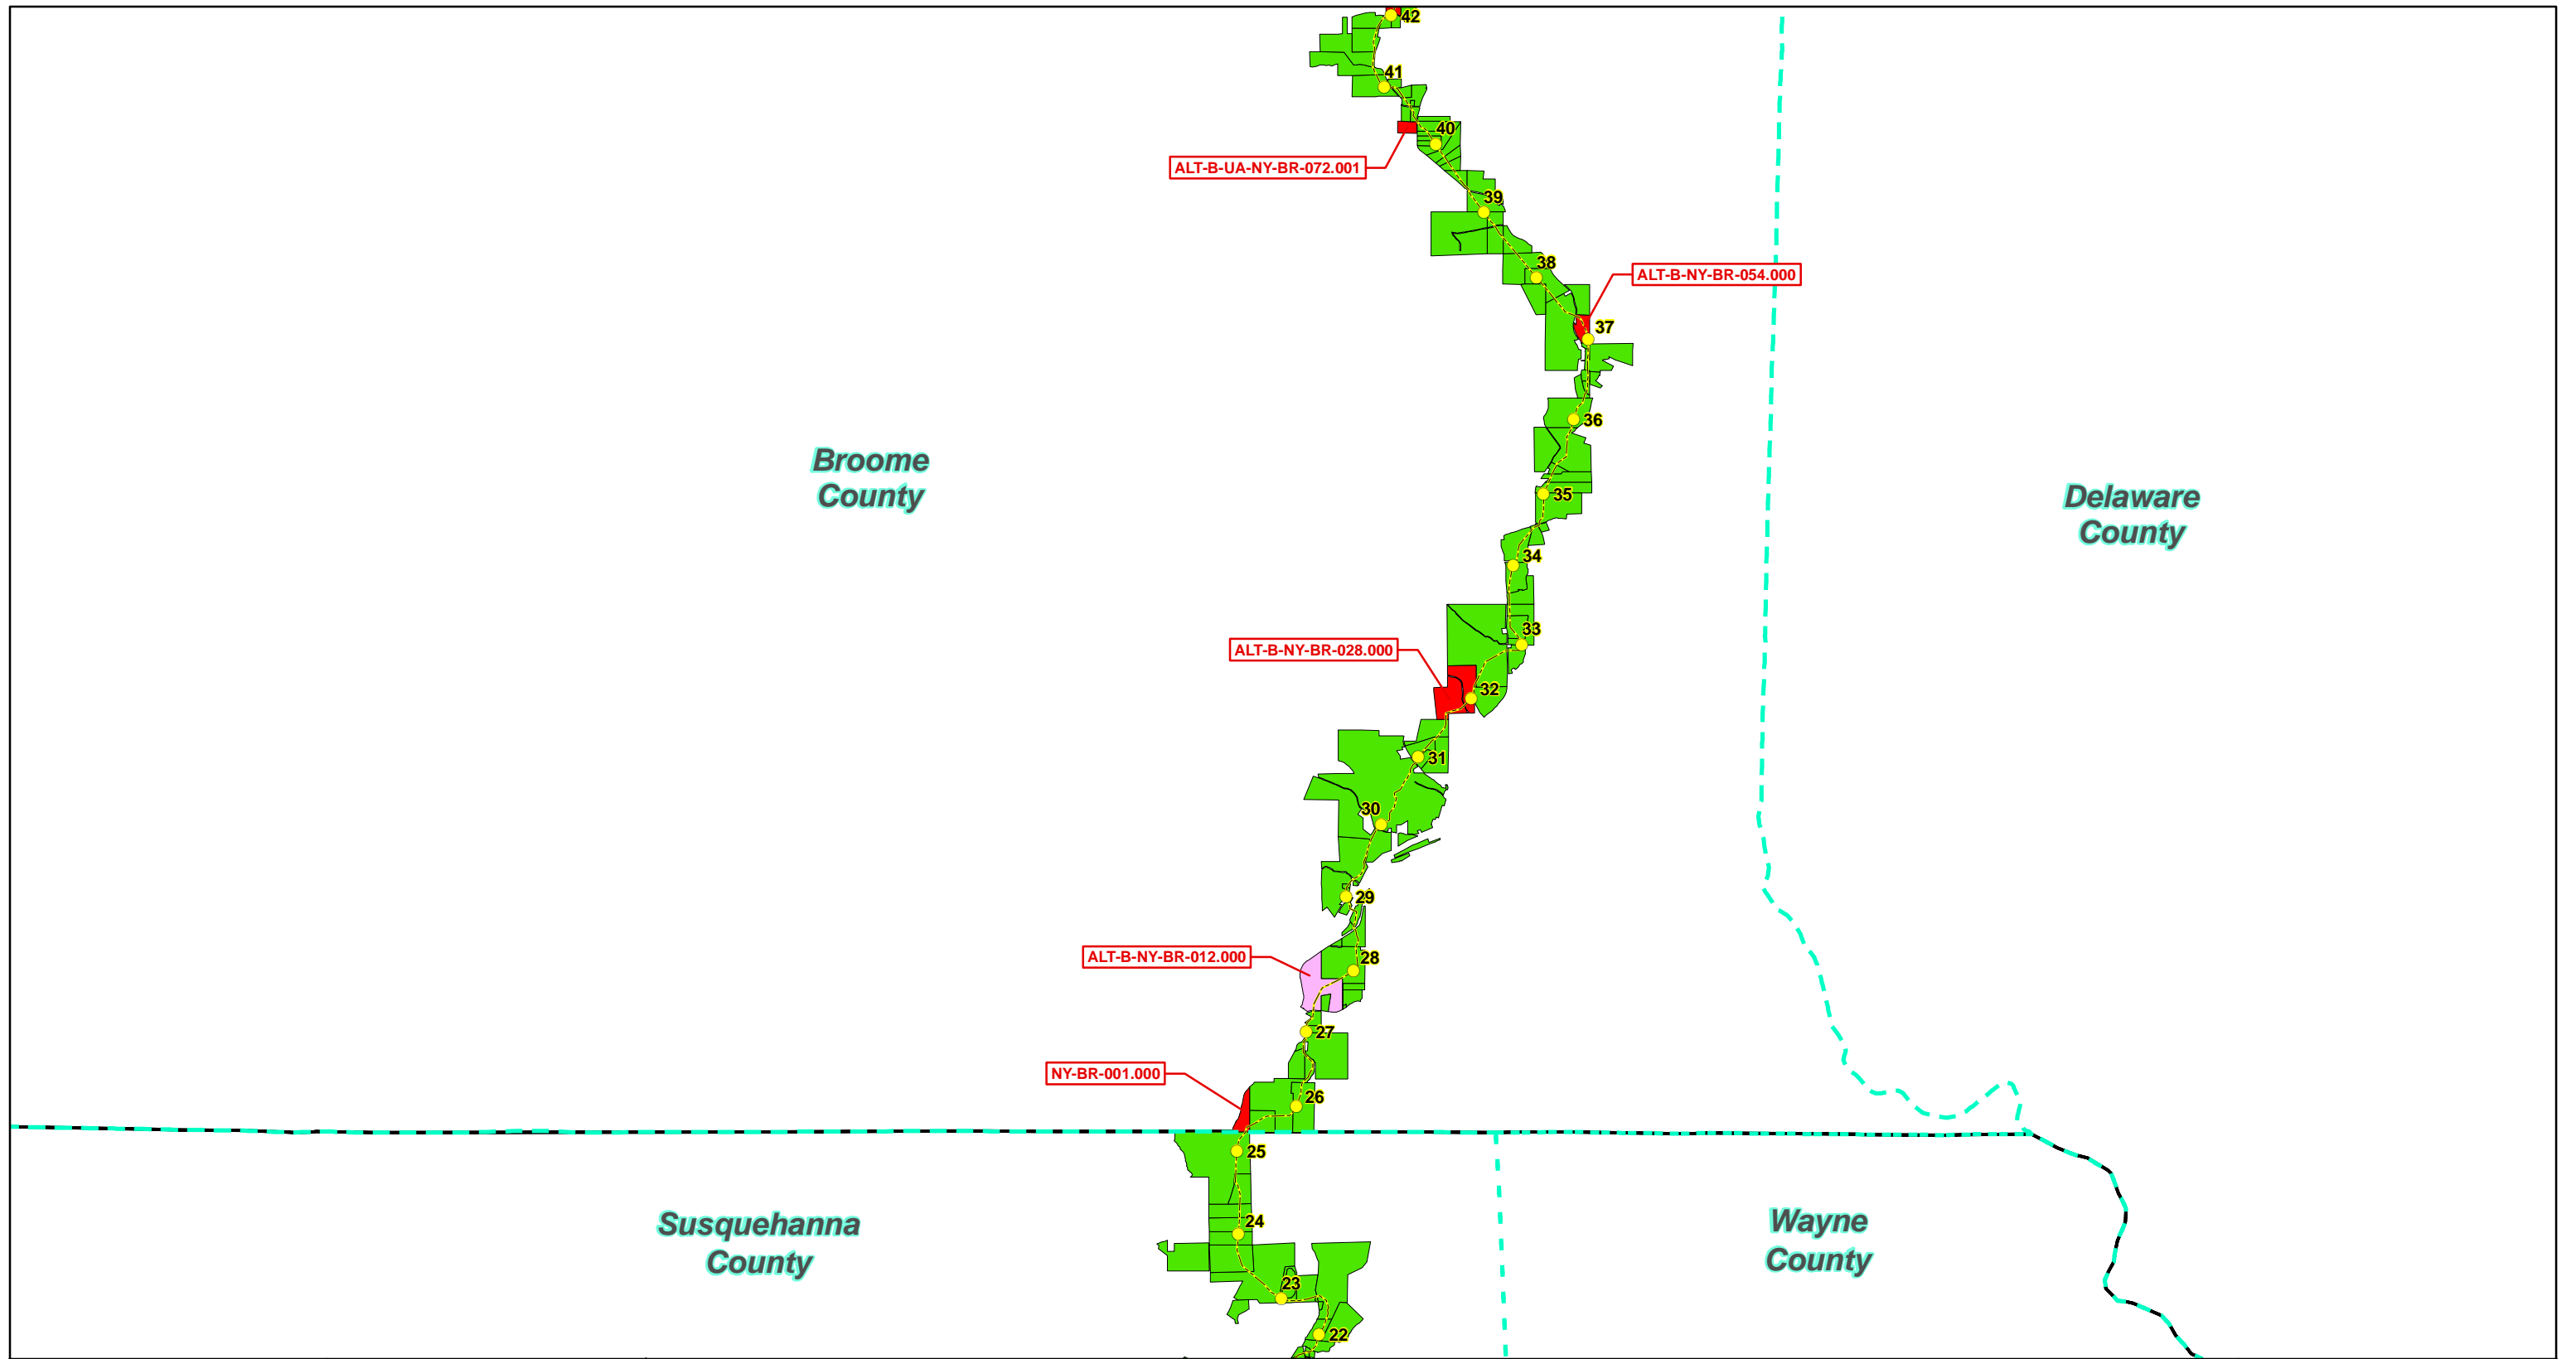 42
41
40
ALT-B-UA-NY-BR-072.001
39
38
ALT-B-NY-BR-054.000
37
36
Broome
County
Delaware
County
35
34
33
ALT-B-NY-BR-028.000
32
31
30
29
ALT-B-NY-BR-012.000
28
27
NY-BR-001.000
26
25
24
Susquehanna
County
Wayne
County
23
22